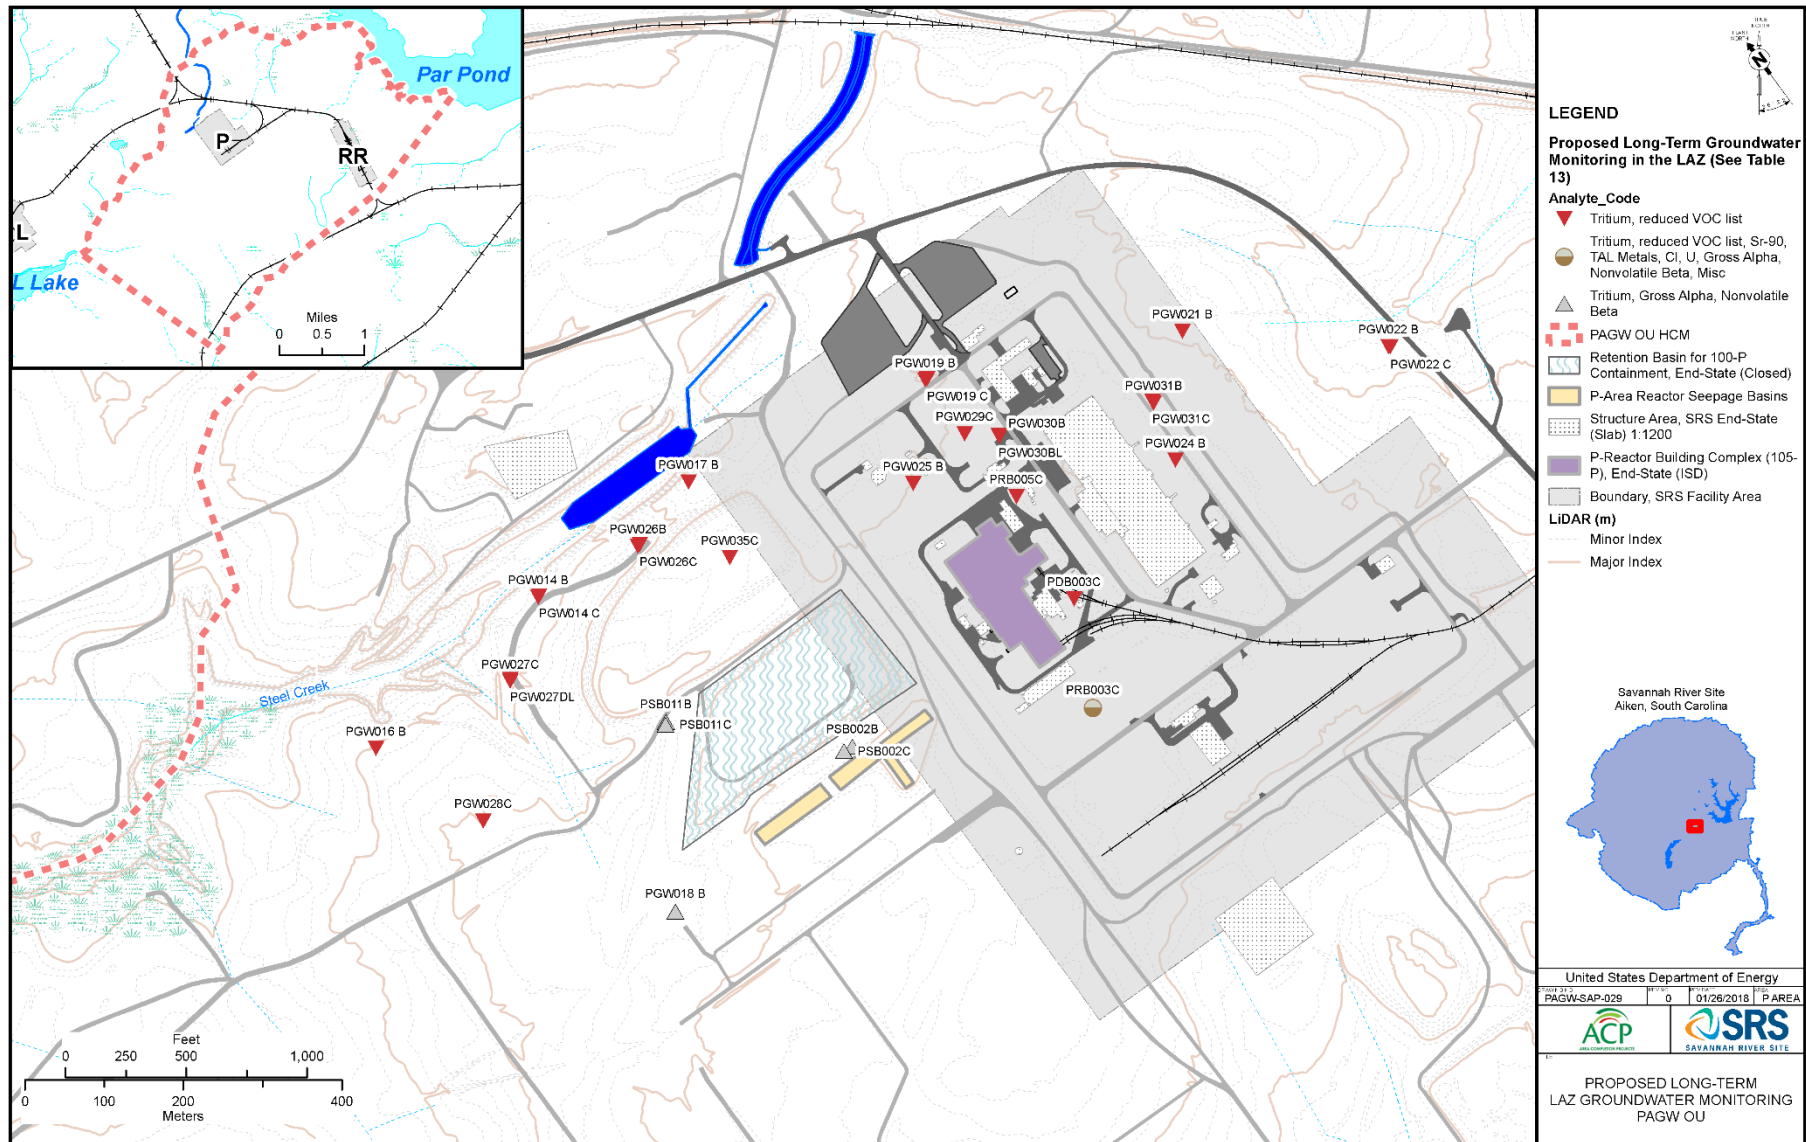 Par Pond
P
RR
L
L Lake
Miles
0 0.5 1
PGW021 B
PGW022 B
PGW022 C
PGW019 B
PGW019 C
PGW031B
PGW031C
PGW029C
PGW030B
PGW030BL
PGW024 B
PGW017 B
PGW025 B
PRB005C
PGW026B
PGW026C
PGW035C
PGW014 B
PGW014 C
PDB003C
PGW027C
PGW027DL
Steel Creek
PRB003C
PSB011B
PSB011C
PSB002B
PSB002C
PGW016 B
PGW028C
PGW018 B
Feet
0 250 500 1,000
0 100 200 400
Meters
TRUE
NORTH
PLANT
NORTH
N
LEGEND
Proposed Long-Term Groundwater
Monitoring in the LAZ (See Table
13)
Analyte_Code
Tritium, reduced VOC list
Tritium, reduced VOC list, Sr-90,
TAL Metals, Cl, U, Gross Alpha,
Nonvolatile Beta, Misc
Tritium, Gross Alpha, Nonvolatile
Beta
PAGW OU HCM
Retention Basin for 100-P
Containment, End-State (Closed)
P-Area Reactor Seepage Basins
Structure Area, SRS End-State
(Slab) 1:1200
P-Reactor Building Complex (105-
P), End-State (ISD)
Boundary, SRS Facility Area
LiDAR (m)
Minor Index
Major Index
Savannah River Site
Aiken, South Carolina
United States Department of Energy
PAGW-SAP-029 0 01/26/2018 P AREA
ACP
AREA COMPLETION PROJECTS
SRS
SAVANNAH RIVER SITE
PROPOSED LONG-TERM
LAZ GROUNDWATER MONITORING
PAGW OU